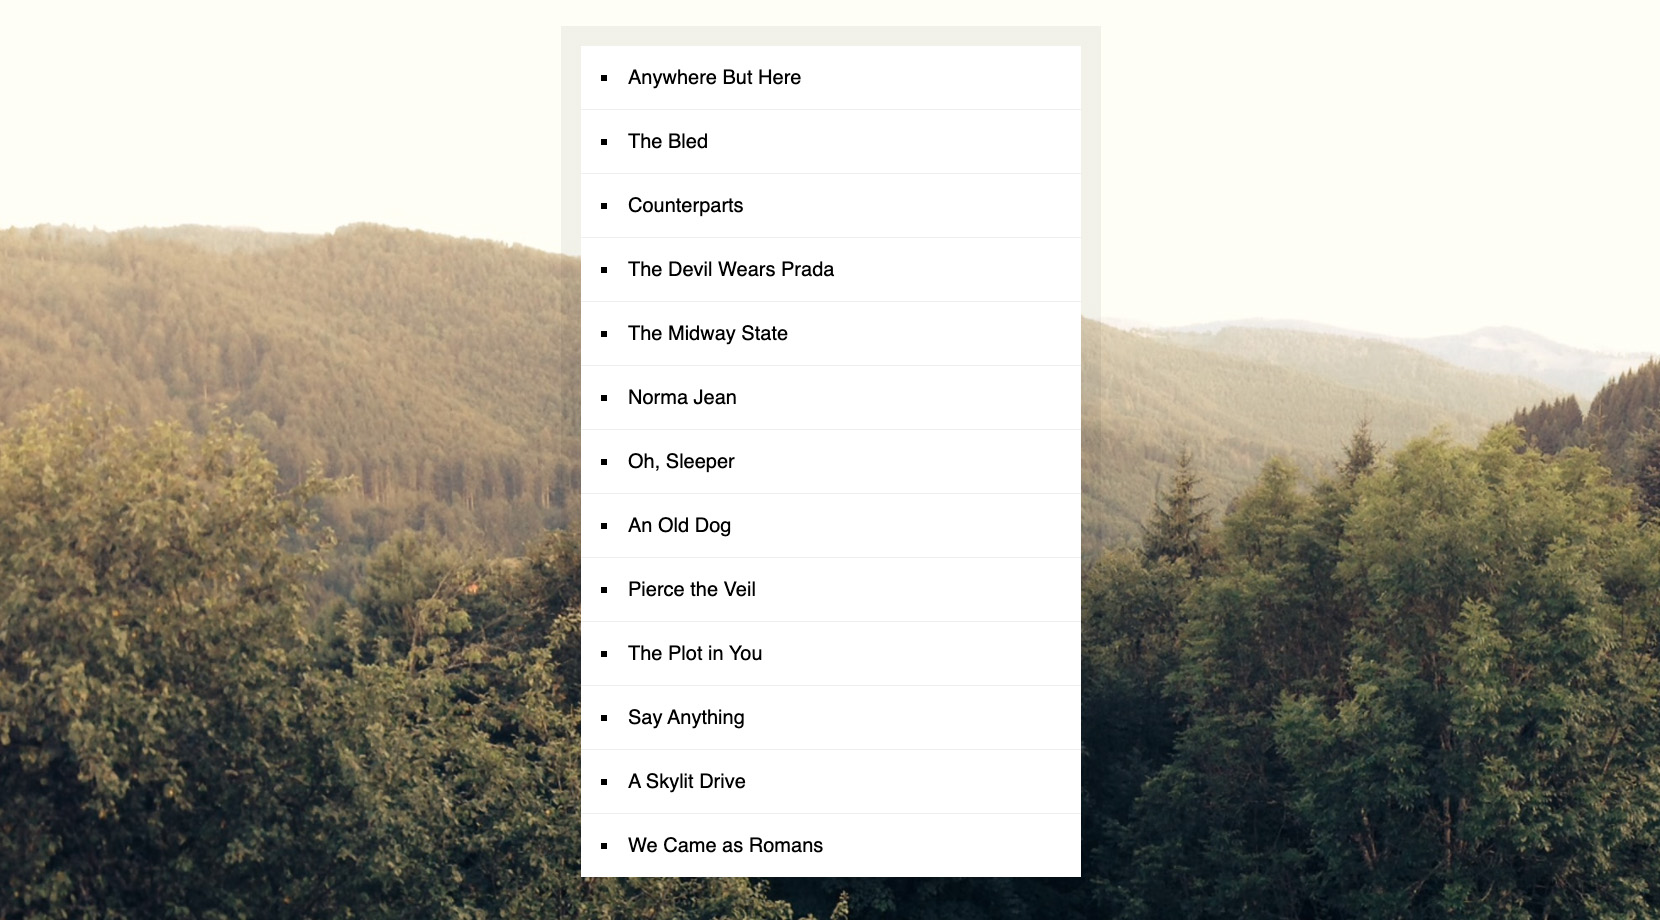 Anywhere But Here
The Bled
Counterparts
The Devil Wears Prada
The Midway State
Norma Jean
Oh, Sleeper
An Old Dog
Pierce the Veil
The Plot in You
Say Anything
A Skylit Drive
We Came as Romans